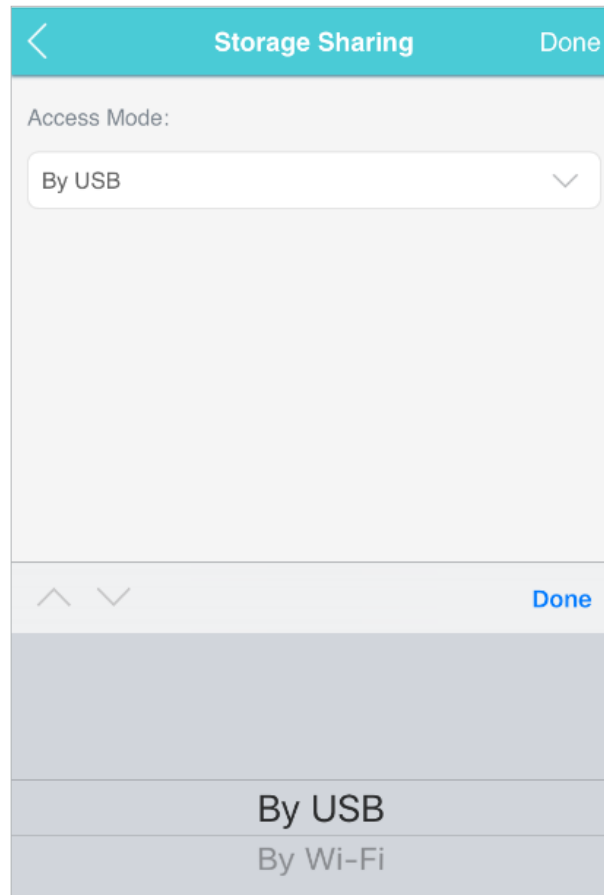 Storage Sharing Done
Access Mode:
By USB
Done
By USB
By Wi-Fi